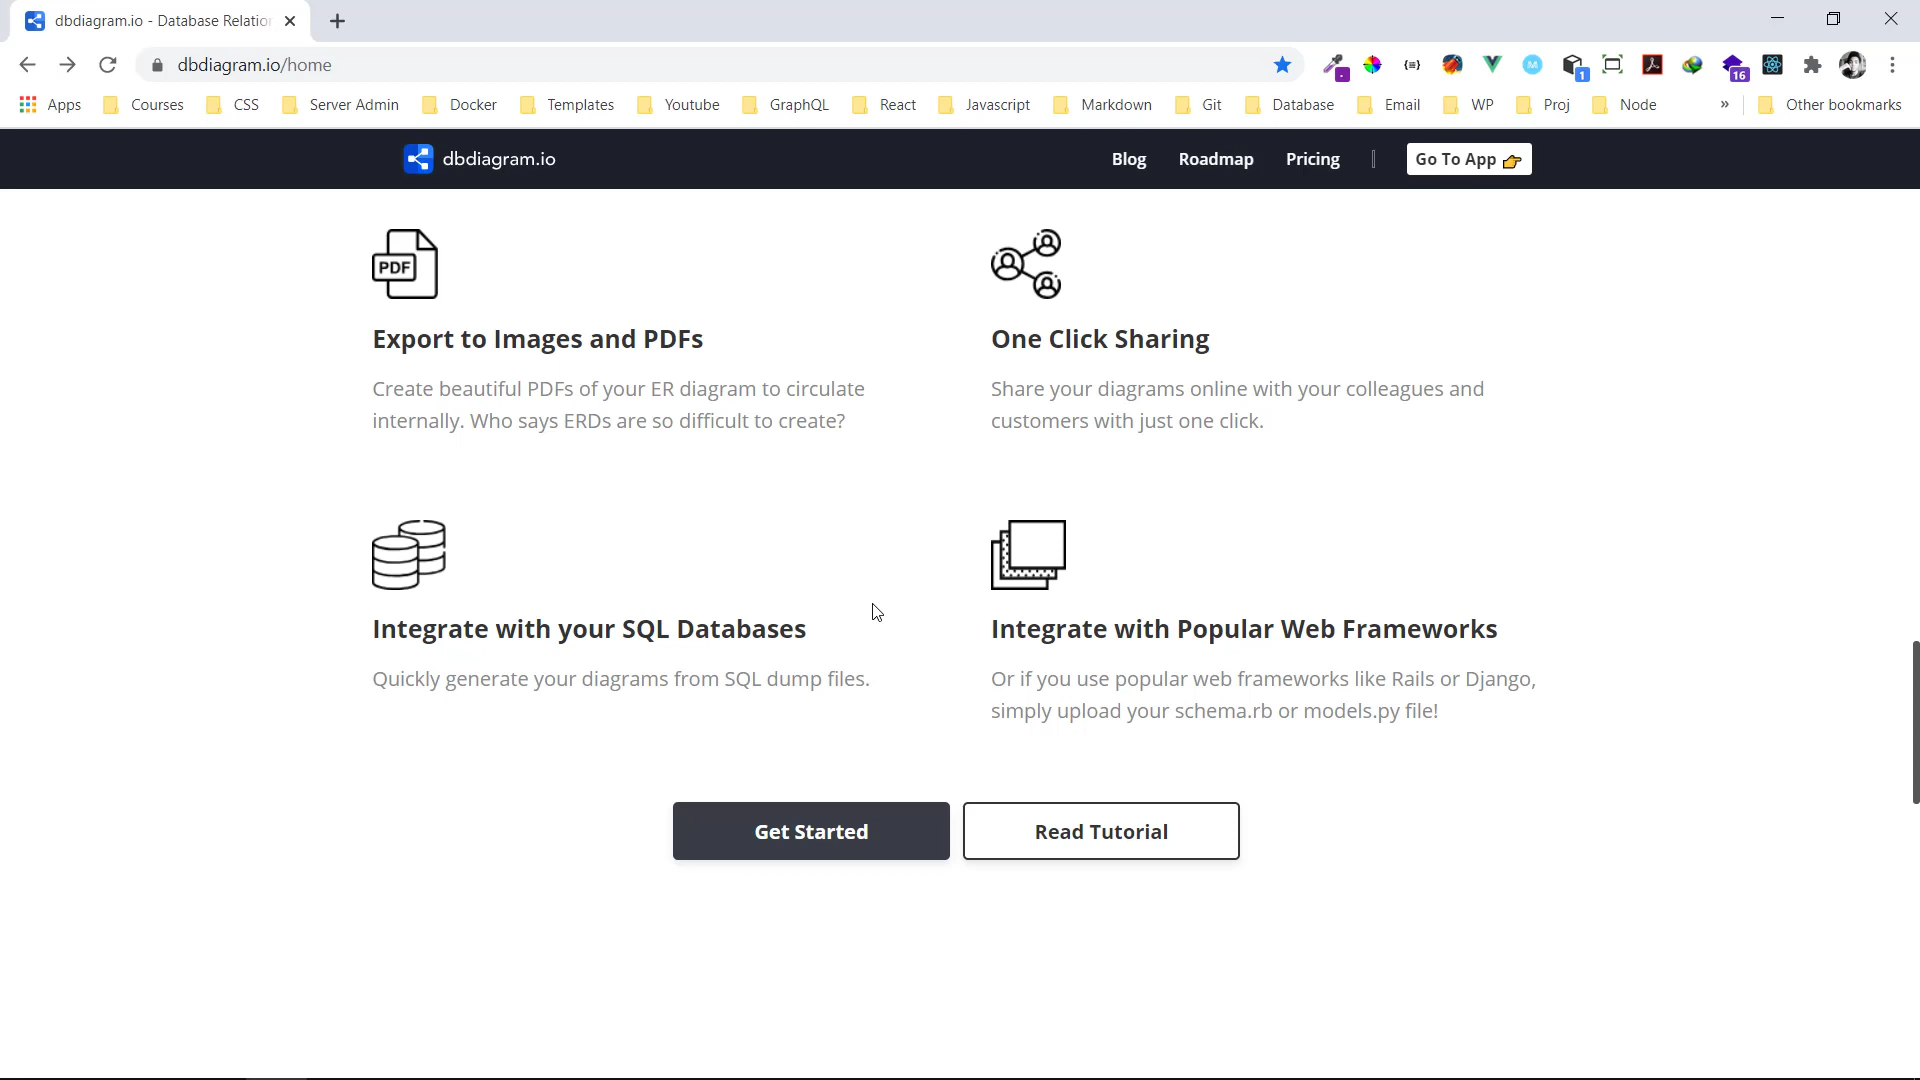 dbdiagram.io - Database Relatio
dbdiagram.io/home
16
1
Apps
Courses
CSS
Server Admin
Docker
Templates
Youtube
GraphQL
React
Javascript
Markdown
Git
Database
Email
WP
Proj
Node
»
Other bookmarks
dbdiagram.io
Blog
Roadmap
Pricing
Go To App
PDF
Export to Images and PDFs
Create beautiful PDFs of your ER diagram to circulate
internally. Who says ERDs are so difficult to create?
One Click Sharing
Share your diagrams online with your colleagues and
customers with just one click.
Integrate with your SQL Databases
Quickly generate your diagrams from SQL dump files.
Integrate with Popular Web Frameworks
Or if you use popular web frameworks like Rails or Django,
simply upload your schema.rb or models.py file!
Get Started
Read Tutorial